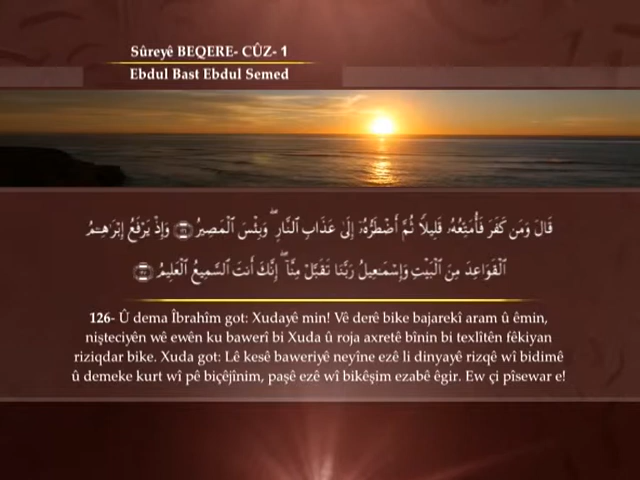 Sûreyê BEQERE- CÛZ- 1
Ebdul Bast Ebdul Semed
قَالَ وَمَن كَفَرَ فَأُمَتِّعُهُۥ قَلِيلًا ثُمَّ أَضْطَرُّهُۥٓ إِلَىٰ عَذَابِ ٱلنَّارِ ۖ وَبِئْسَ ٱلْمَصِيرُ ﴿١٢٦﴾ وَإِذْ يَرْفَعُ إِبْرَٰهِـۧمُ
ٱلْقَوَاعِدَ مِنَ ٱلْبَيْتِ وَإِسْمَـٰعِيلُ رَبَّنَا تَقَبَّلْ مِنَّآ ۖ إِنَّكَ أَنتَ ٱلسَّمِيعُ ٱلْعَلِيمُ ﴿١٢٧﴾
126- Û dema Îbrahîm got: Xudayê min! Vê derê bike bajarekî aram û êmin,
nişteciyên wê ewên ku bawerî bi Xuda û roja axretê bînin bi texlîtên fêkiyan
riziqdar bike. Xuda got: Lê kesê baweriyê neyîne ezê li dinyayê rizqê wî bidimê
û demeke kurt wî pê biçêjînim, paşê ezê wî bikêşim ezabê êgir. Ew çi pîsewar e!